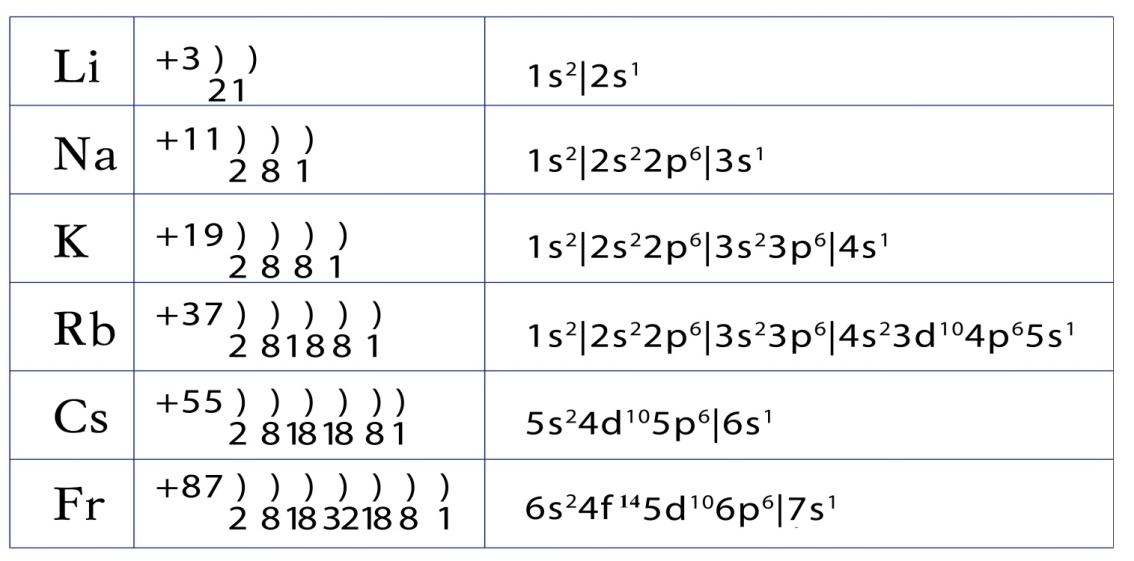 Li +3 ) ) 1s²|2s¹
2 1
Na +11 ) ) ) 1s²|2s²2p⁶|3s¹
2 8 1
K +19 ) ) ) ) 1s²|2s²2p⁶|3s²3p⁶|4s¹
2 8 8 1
Rb +37 ) ) ) ) ) 1s²|2s²2p⁶|3s²3p⁶|4s²3d¹⁰4p⁶5s¹
2 8 18 8 1
Cs +55 ) ) ) ) ) ) 5s²4d¹⁰5p⁶|6s¹
2 8 18 18 8 1
Fr +87 ) ) ) ) ) ) ) 6s²4f¹⁴5d¹⁰6p⁶|7s¹
2 8 18 32 18 8 1